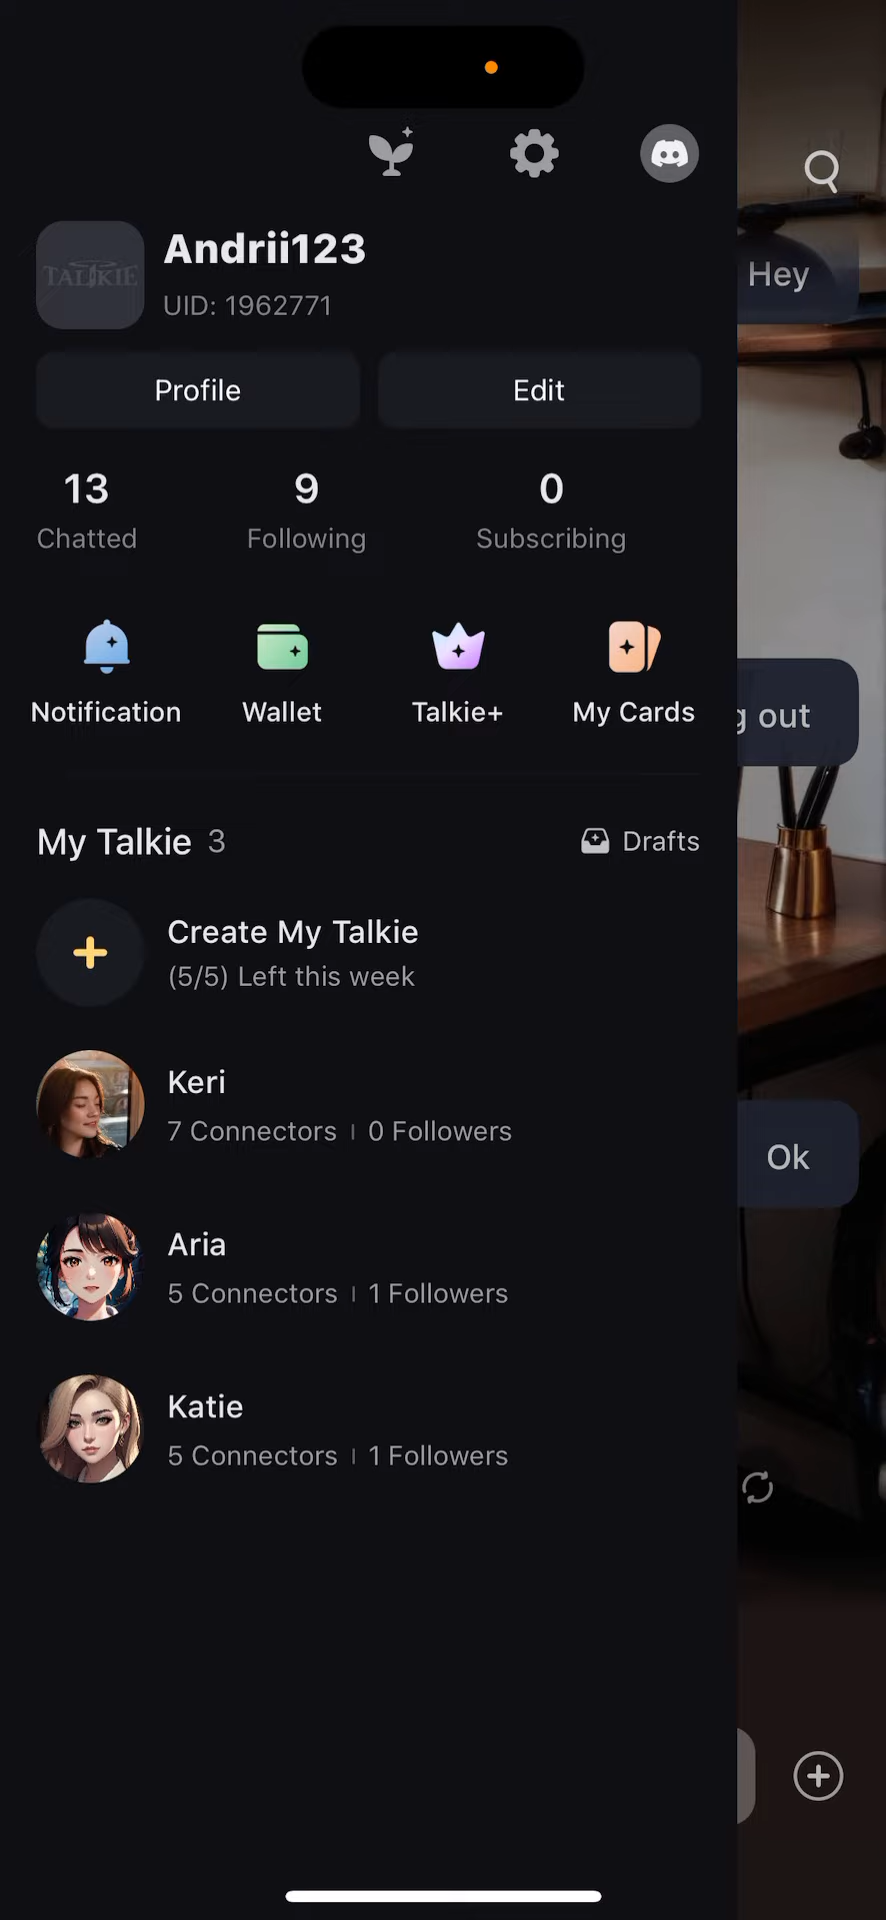 Andrii123
UID: 1962771
TALKIE
Hey
Profile Edit
13 9 0
Chatted Following Subscribing
Notification Wallet Talkie+ My Cards
g out
My Talkie 3 Drafts
Create My Talkie
(5/5) Left this week
Keri
7 Connectors | 0 Followers
Ok
Aria
5 Connectors | 1 Followers
Katie
5 Connectors | 1 Followers